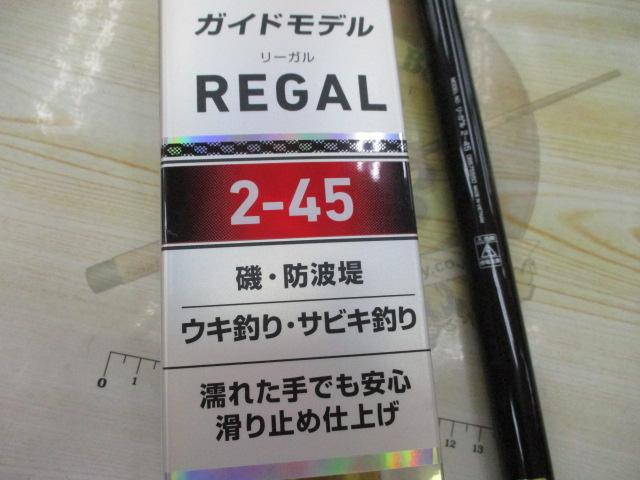 ガイドモデル
リーガル
REGAL
2-45
磯・防波堤
ウキ釣り・サビキ釣り
濡れた手でも安心
滑り止め仕上げ
2-45
0 1
12 13